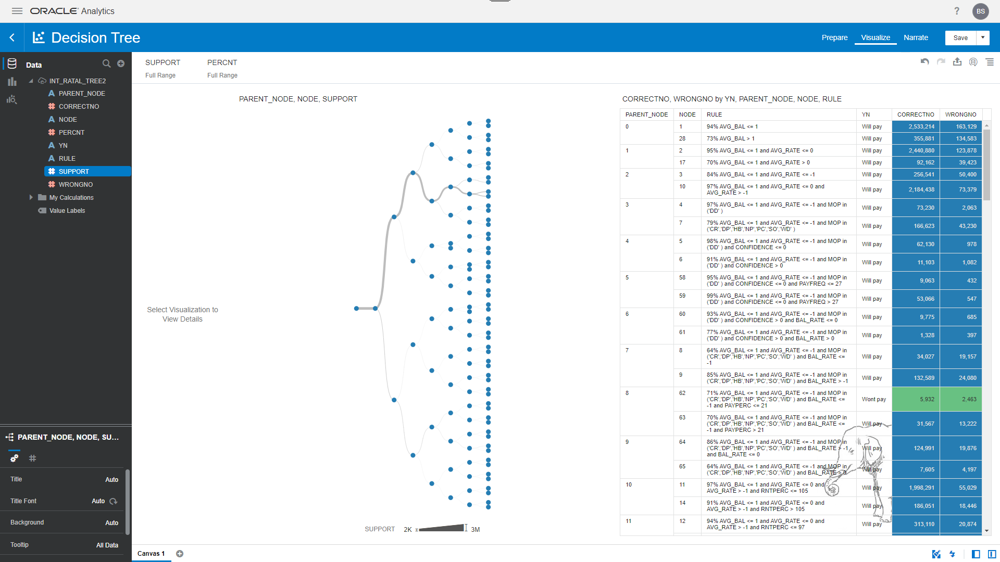 ORACLE Analytics
? BS
Decision Tree
Prepare Visualize Narrate Save
Data
INT_RATAL_TREE2
PARENT_NODE
CORRECTNO
NODE
PERCNT
YN
RULE
SUPPORT
WRONGNO
My Calculations
Value Labels
PARENT_NODE, NODE, SU...
Title Auto
Title Font Auto
Background Auto
Tooltip All Data
SUPPORT PERCNT
Full Range Full Range
PARENT_NODE, NODE, SUPPORT
Select Visualization to
View Details
SUPPORT 2K 3M
CORRECTNO, WRONGNO by YN, PARENT_NODE, NODE, RULE
PARENT_NODE NODE RULE YN CORRECTNO WRONGNO
0 1 94% AVG_BAL <= 1 Will pay 2,533,214 163,129
28 73% AVG_BAL > 1 Will pay 355,881 134,583
1 2 95% AVG_BAL <= 1 and AVG_RATE <= 0 Will pay 2,440,880 123,878
17 70% AVG_BAL <= 1 and AVG_RATE > 0 Will pay 92,162 39,423
2 3 84% AVG_BAL <= 1 and AVG_RATE <= -1 Will pay 256,541 50,400
10 97% AVG_BAL <= 1 and AVG_RATE <= 0 and
AVG_RATE > -1 Will pay 2,184,438 73,379
3 4 97% AVG_BAL <= 1 and AVG_RATE <= -1 and MOP in
('DD' ) Will pay 73,230 2,063
7 79% AVG_BAL <= 1 and AVG_RATE <= -1 and MOP in
('CR','DP','HB','NP','PC','SO','WD' ) Will pay 166,623 43,230
4 5 98% AVG_BAL <= 1 and AVG_RATE <= -1 and MOP in
('DD' ) and CONFIDENCE <= 0 Will pay 62,130 978
6 91% AVG_BAL <= 1 and AVG_RATE <= -1 and MOP in
('DD' ) and CONFIDENCE > 0 Will pay 11,103 1,082
5 58 95% AVG_BAL <= 1 and AVG_RATE <= -1 and MOP in
('DD' ) and CONFIDENCE <= 0 and PAYFREQ <= 27 Will pay 9,063 432
59 99% AVG_BAL <= 1 and AVG_RATE <= -1 and MOP in
('DD' ) and CONFIDENCE <= 0 and PAYFREQ > 27 Will pay 53,066 547
6 60 93% AVG_BAL <= 1 and AVG_RATE <= -1 and MOP in
('DD' ) and CONFIDENCE > 0 and BAL_RATE <= 0 Will pay 9,775 685
61 77% AVG_BAL <= 1 and AVG_RATE <= -1 and MOP in
('DD' ) and CONFIDENCE > 0 and BAL_RATE > 0 Will pay 1,328 397
7 8 64% AVG_BAL <= 1 and AVG_RATE <= -1 and MOP in
('CR','DP','HB','NP','PC','SO','WD' ) and BAL_RATE <=
-1 Will pay 34,027 19,157
9 85% AVG_BAL <= 1 and AVG_RATE <= -1 and MOP in
('CR','DP','HB','NP','PC','SO','WD' ) and BAL_RATE > -1 Will pay 132,589 24,080
8 62 71% AVG_BAL <= 1 and AVG_RATE <= -1 and MOP in
('CR','DP','HB','NP','PC','SO','WD' ) and BAL_RATE <=
-1 and PAYPERC <= 21 Wont pay 5,932 2,463
63 70% AVG_BAL <= 1 and AVG_RATE <= -1 and MOP in
('CR','DP','HB','NP','PC','SO','WD' ) and BAL_RATE <=
-1 and PAYPERC > 21 Will pay 31,567 13,222
9 64 86% AVG_BAL <= 1 and AVG_RATE <= -1 and MOP in
('CR','DP','HB','NP','PC','SO','WD' ) and BAL_RATE > -1
and BAL_RATE <= 0 Will pay 124,991 19,876
65 64% AVG_BAL <= 1 and AVG_RATE <= -1 and MOP in
('CR','DP','HB','NP','PC','SO','WD' ) and BAL_RATE > 0 Will pay 7,605 4,197
10 11 97% AVG_BAL <= 1 and AVG_RATE <= 0 and
AVG_RATE > -1 and RNTPERC <= 105 Will pay 1,998,291 55,029
14 91% AVG_BAL <= 1 and AVG_RATE <= 0 and
AVG_RATE > -1 and RNTPERC > 105 Will pay 186,051 18,446
11 12 94% AVG_BAL <= 1 and AVG_RATE <= 0 and
AVG_RATE > -1 and RNTPERC <= 97 Will pay 313,110 20,874
Canvas 1